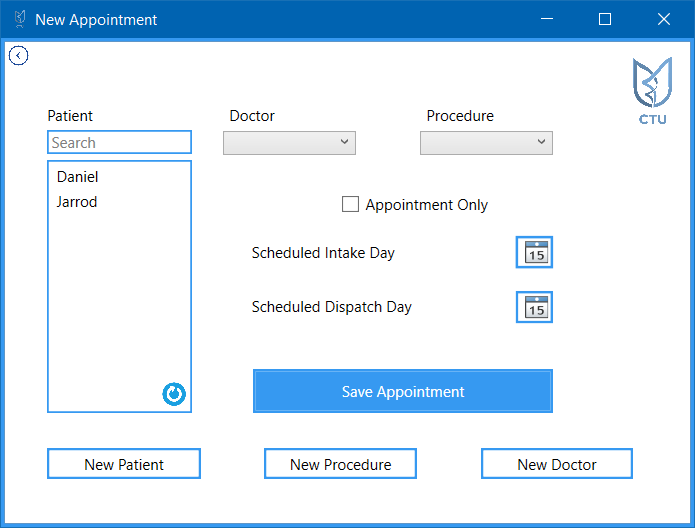 New Appointment
CTU
Patient
Doctor
Procedure
Search
Daniel
Jarrod
Appointment Only
Scheduled Intake Day
15
Scheduled Dispatch Day
15
Save Appointment
New Patient
New Procedure
New Doctor